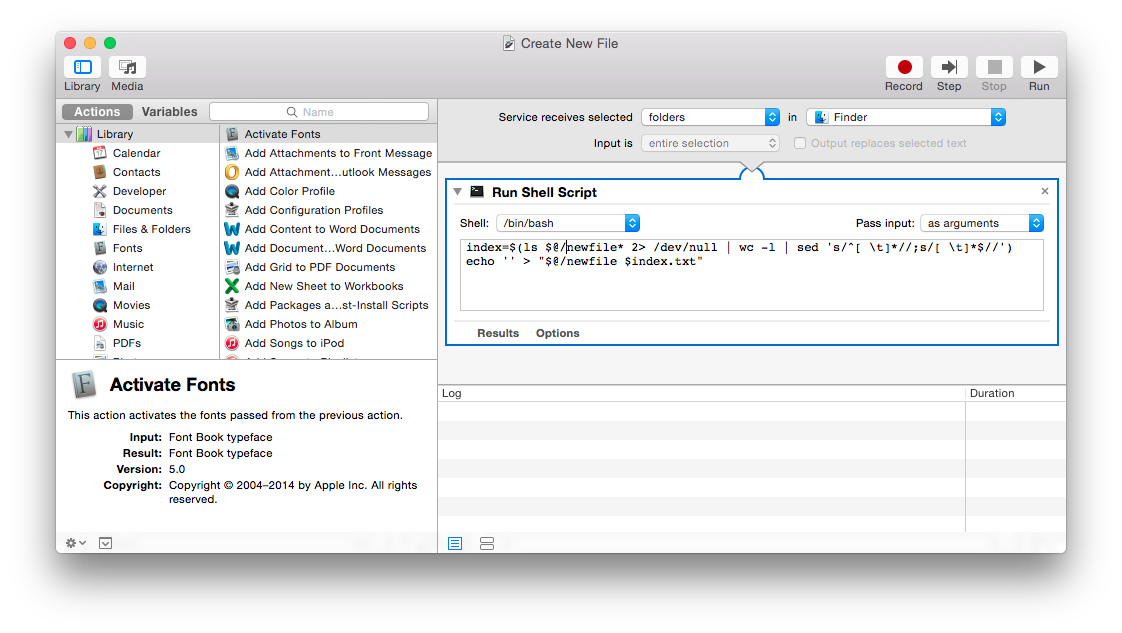 Create New File
Library Media
Record Step Stop Run
Actions Variables
Name
Library
Calendar
Contacts
Developer
Documents
Files & Folders
Fonts
Internet
Mail
Movies
Music
PDFs
Activate Fonts
Add Attachments to Front Message
Add Attachment…utlook Messages
Add Color Profile
Add Configuration Profiles
Add Content to Word Documents
Add Document…Word Documents
Add Grid to PDF Documents
Add New Sheet to Workbooks
Add Packages a…st-Install Scripts
Add Photos to Album
Add Songs to iPod
Activate Fonts
This action activates the fonts passed from the previous action.
Input: Font Book typeface
Result: Font Book typeface
Version: 5.0
Copyright: Copyright © 2004–2014 by Apple Inc. All rights
reserved.
Service receives selected folders in Finder
Input is entire selection Output replaces selected text
Run Shell Script
Shell: /bin/bash Pass input: as arguments
index=$(ls $@/newfile* 2> /dev/null | wc -l | sed 's/^[ \t]*//;s/[ \t]*$//')
echo '' > "$@/newfile $index.txt"
Results Options
Log Duration